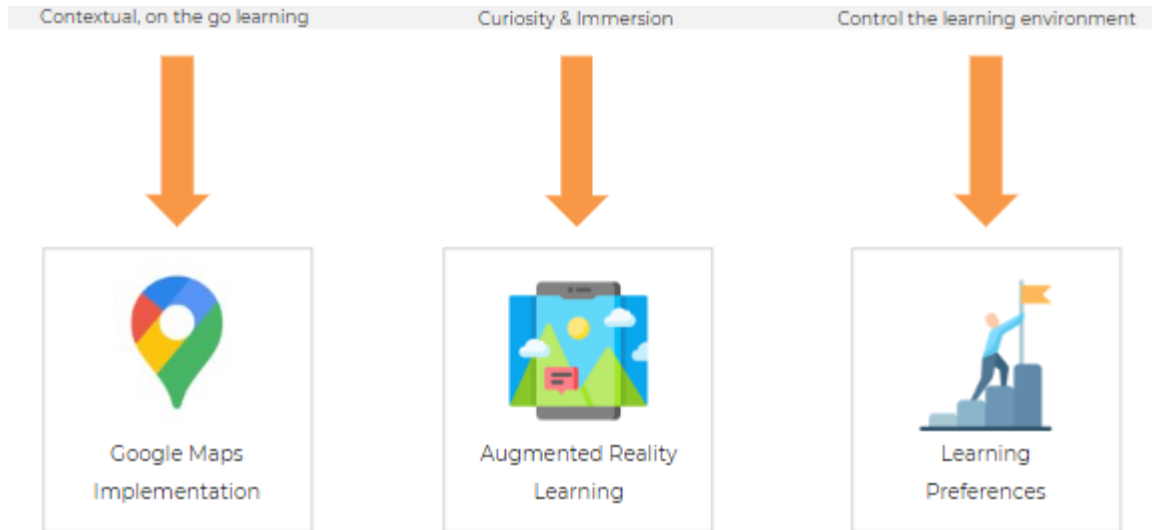 Contextual, on the go learning
Curiosity & Immersion
Control the learning environment
Google Maps
Implementation
Augmented Reality
Learning
Learning
Preferences